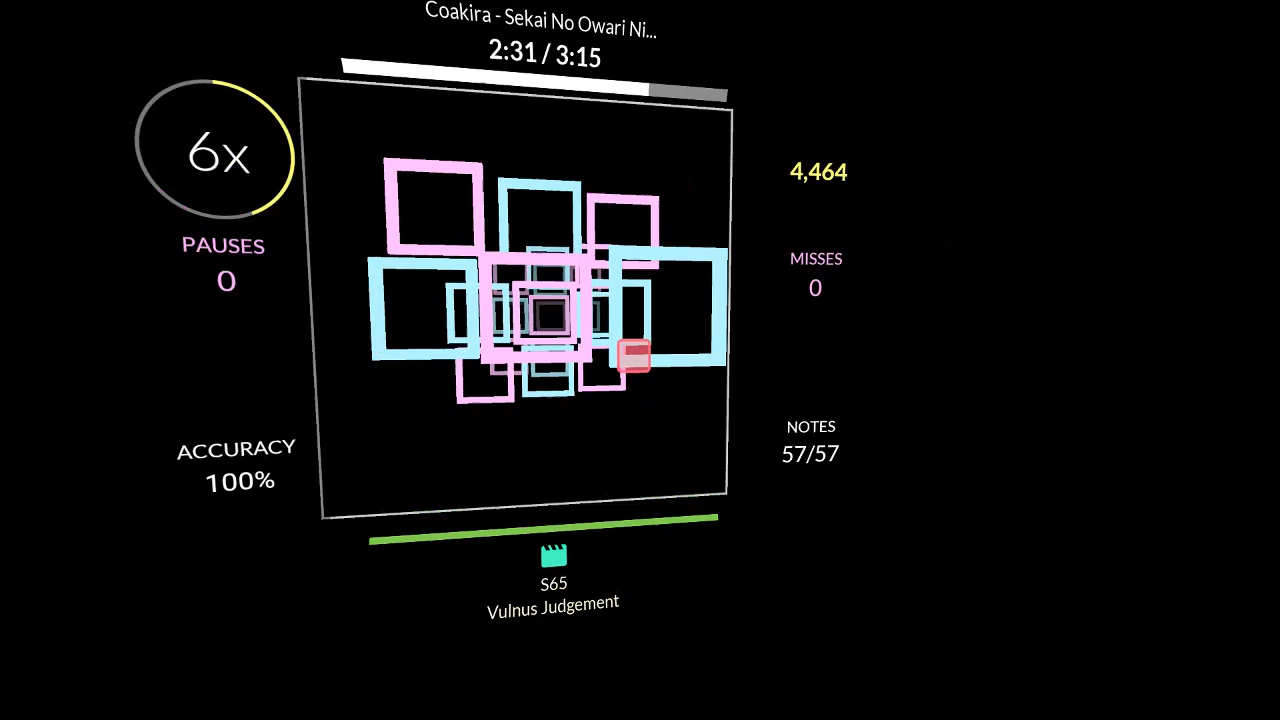 Coakira - Sekai No Owari Ni...
2:31 / 3:15
6x
PAUSES
0
4,464
MISSES
0
ACCURACY
100%
NOTES
57/57
S65
Vulnus Judgement